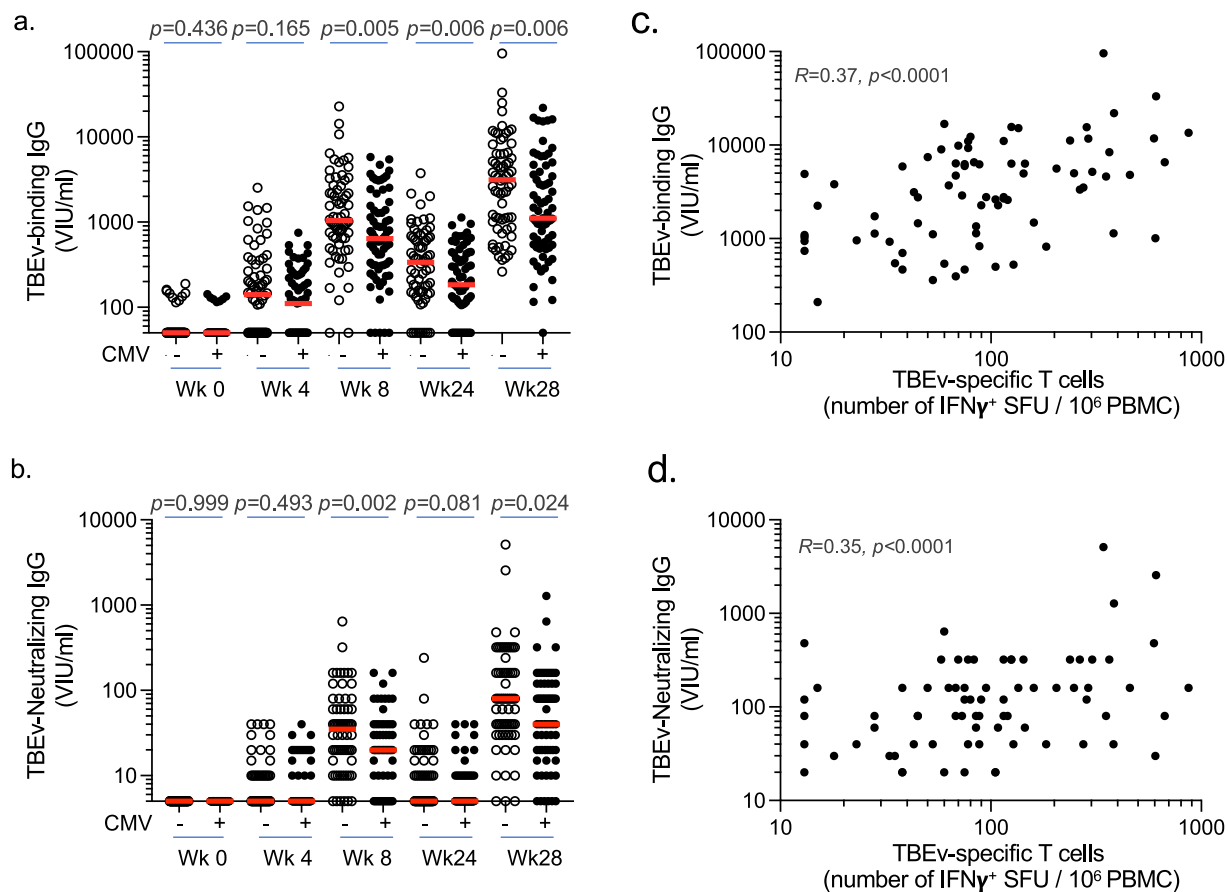 a.
p=0.436 p=0.165 p=0.005 p=0.006 p=0.006
TBEv-binding IgG
(VIU/ml)
100000
10000
1000
100
CMV - + - + - + - + - +
Wk 0 Wk 4 Wk 8 Wk24 Wk28
c.
R=0.37, p<0.0001
TBEv-binding IgG
(VIU/ml)
100000
10000
1000
100
10 100 1000
TBEv-specific T cells
(number of IFNγ⁺ SFU / 10⁶ PBMC)
b.
p=0.999 p=0.493 p=0.002 p=0.081 p=0.024
TBEv-Neutralizing IgG
(VIU/ml)
10000
1000
100
10
CMV - + - + - + - + - +
Wk 0 Wk 4 Wk 8 Wk24 Wk28
d.
R=0.35, p<0.0001
TBEv-Neutralizing IgG
(VIU/ml)
10000
1000
100
10
10 100 1000
TBEv-specific T cells
(number of IFNγ⁺ SFU / 10⁶ PBMC)